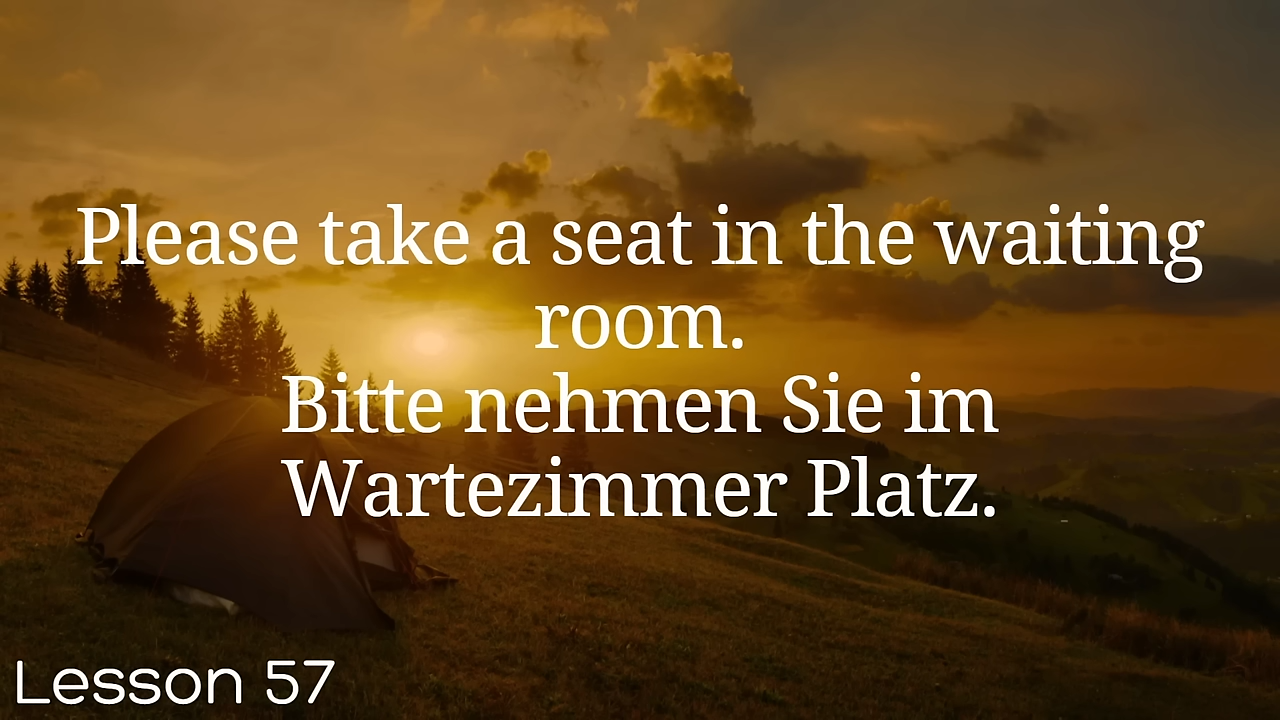 Please take a seat in the waiting
room.
Bitte nehmen Sie im
Wartezimmer Platz.
Lesson 57